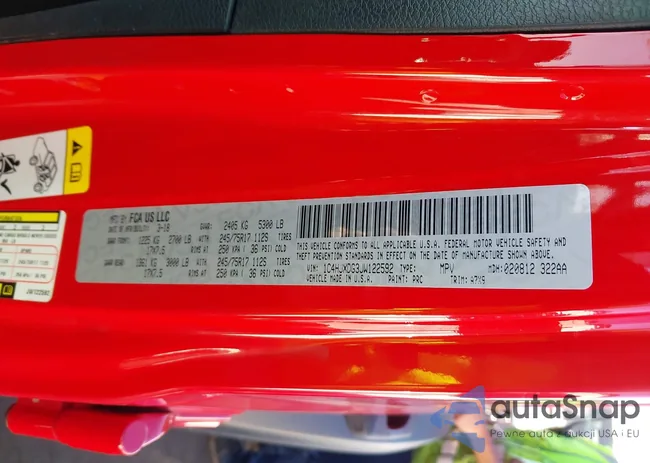 MFD BY FCA US LLC
DATE OF MFR 3-18 GVWR: 2405 KG 5300 LB
GAWR FRONT: 1225 KG 2700 LB WITH 245/75R17 112S TIRES
17X7.5 RIMS AT 250 KPA ( 36 PSI) COLD
GAWR REAR: 1361 KG 3000 LB WITH 245/75R17 112S TIRES
17X7.5 RIMS AT 250 KPA ( 36 PSI) COLD
THIS VEHICLE CONFORMS TO ALL APPLICABLE U.S.A. FEDERAL MOTOR VEHICLE SAFETY AND
THEFT PREVENTION STANDARDS IN EFFECT ON THE DATE OF MANUFACTURE SHOWN ABOVE.
VIN: 1C4HJXDG3JW122592 TYPE: MPV MDH: 020812 322AA
VEHICLE MADE IN U.S.A. PAINT: PRC TRIM: A7X9
JW122592
autoSnap
Pewne auta z aukcji USA i EU